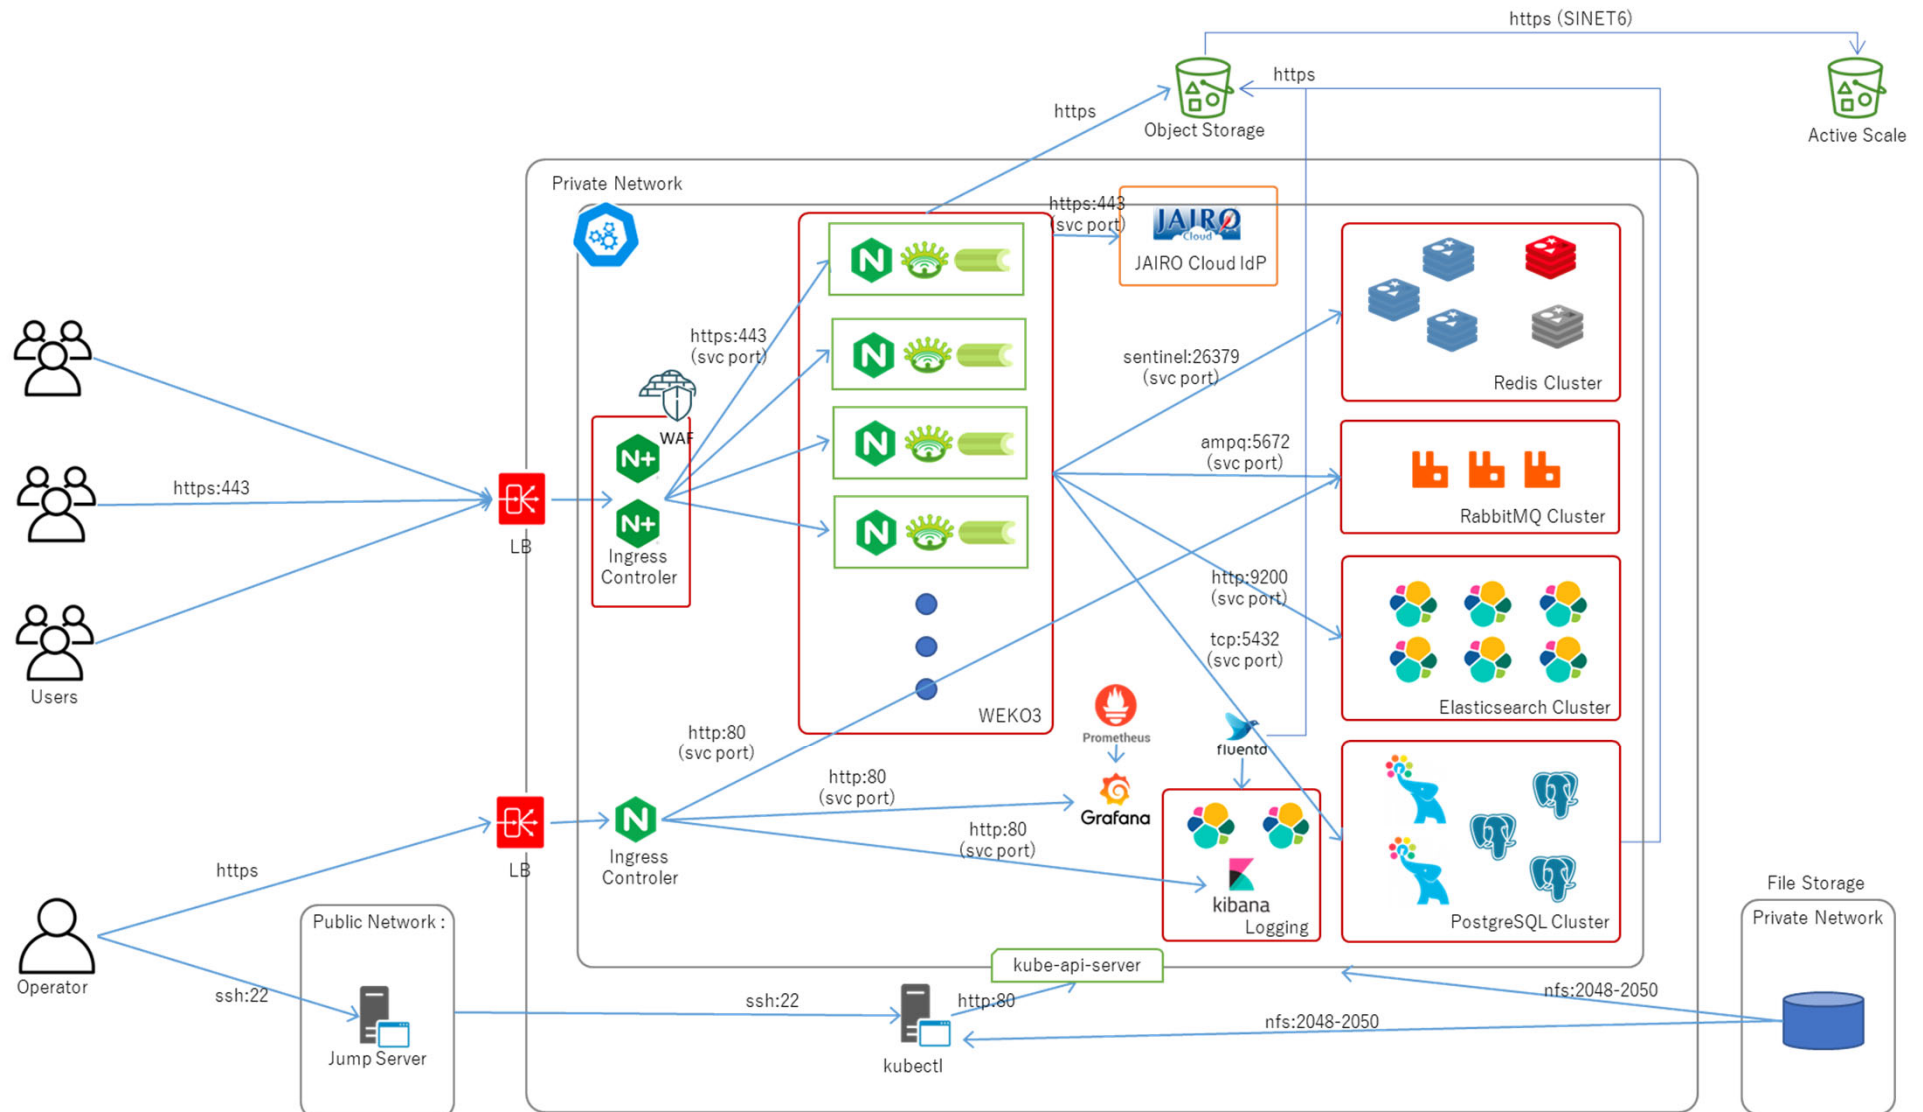 https (SINET6)
https
https
Object Storage
Active Scale
Private Network
https:443
(svc port)
JAIRO
Cloud
JAIRO Cloud IdP
https:443
(svc port)
sentinel:26379
(svc port)
Redis Cluster
WAF
N+
N+
Ingress
Controler
N
N
N
N
WEKO3
ampq:5672
(svc port)
RabbitMQ Cluster
https:443
LB
http:9200
(svc port)
tcp:5432
(svc port)
Elasticsearch Cluster
Users
http:80
(svc port)
Prometheus
fluentd
http:80
(svc port)
Grafana
http:80
(svc port)
N
Ingress
Controler
LB
https
kibana
Logging
PostgreSQL Cluster
File Storage
Private Network
Public Network :
Operator
ssh:22
Jump Server
ssh:22
kubectl
http:80
kube-api-server
nfs:2048-2050
nfs:2048-2050